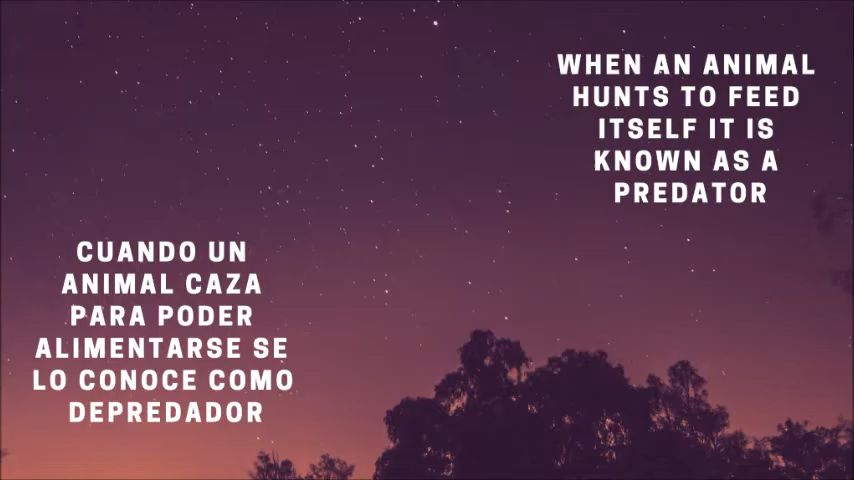 WHEN AN ANIMAL
HUNTS TO FEED
ITSELF IT IS
KNOWN AS A
PREDATOR
CUANDO UN
ANIMAL CAZA
PARA PODER
ALIMENTARSE SE
LO CONOCE COMO
DEPREDADOR